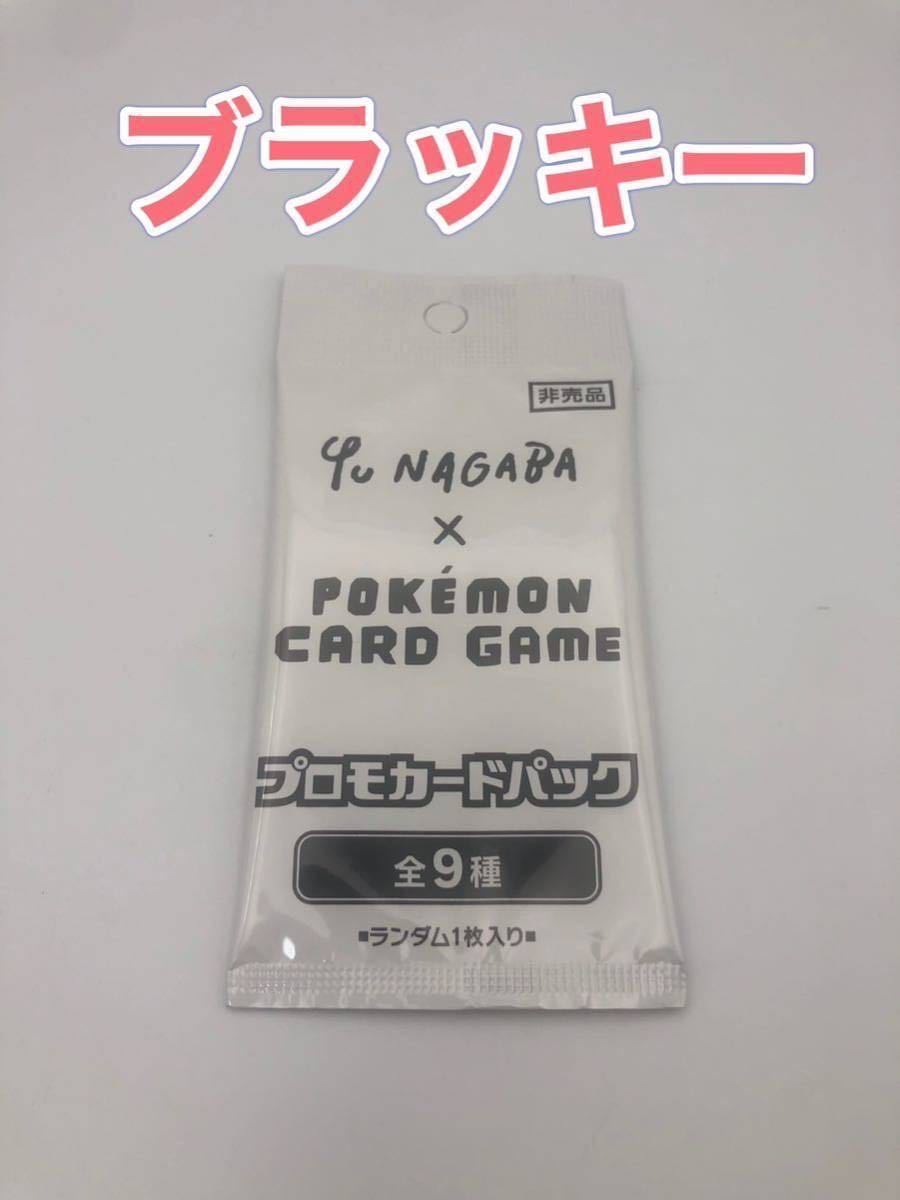 ブラッキー
非売品
YU NAGABA
×
POKÉMON
CARD GAME
プロモカードパック
全9種
■ランダム1枚入り■